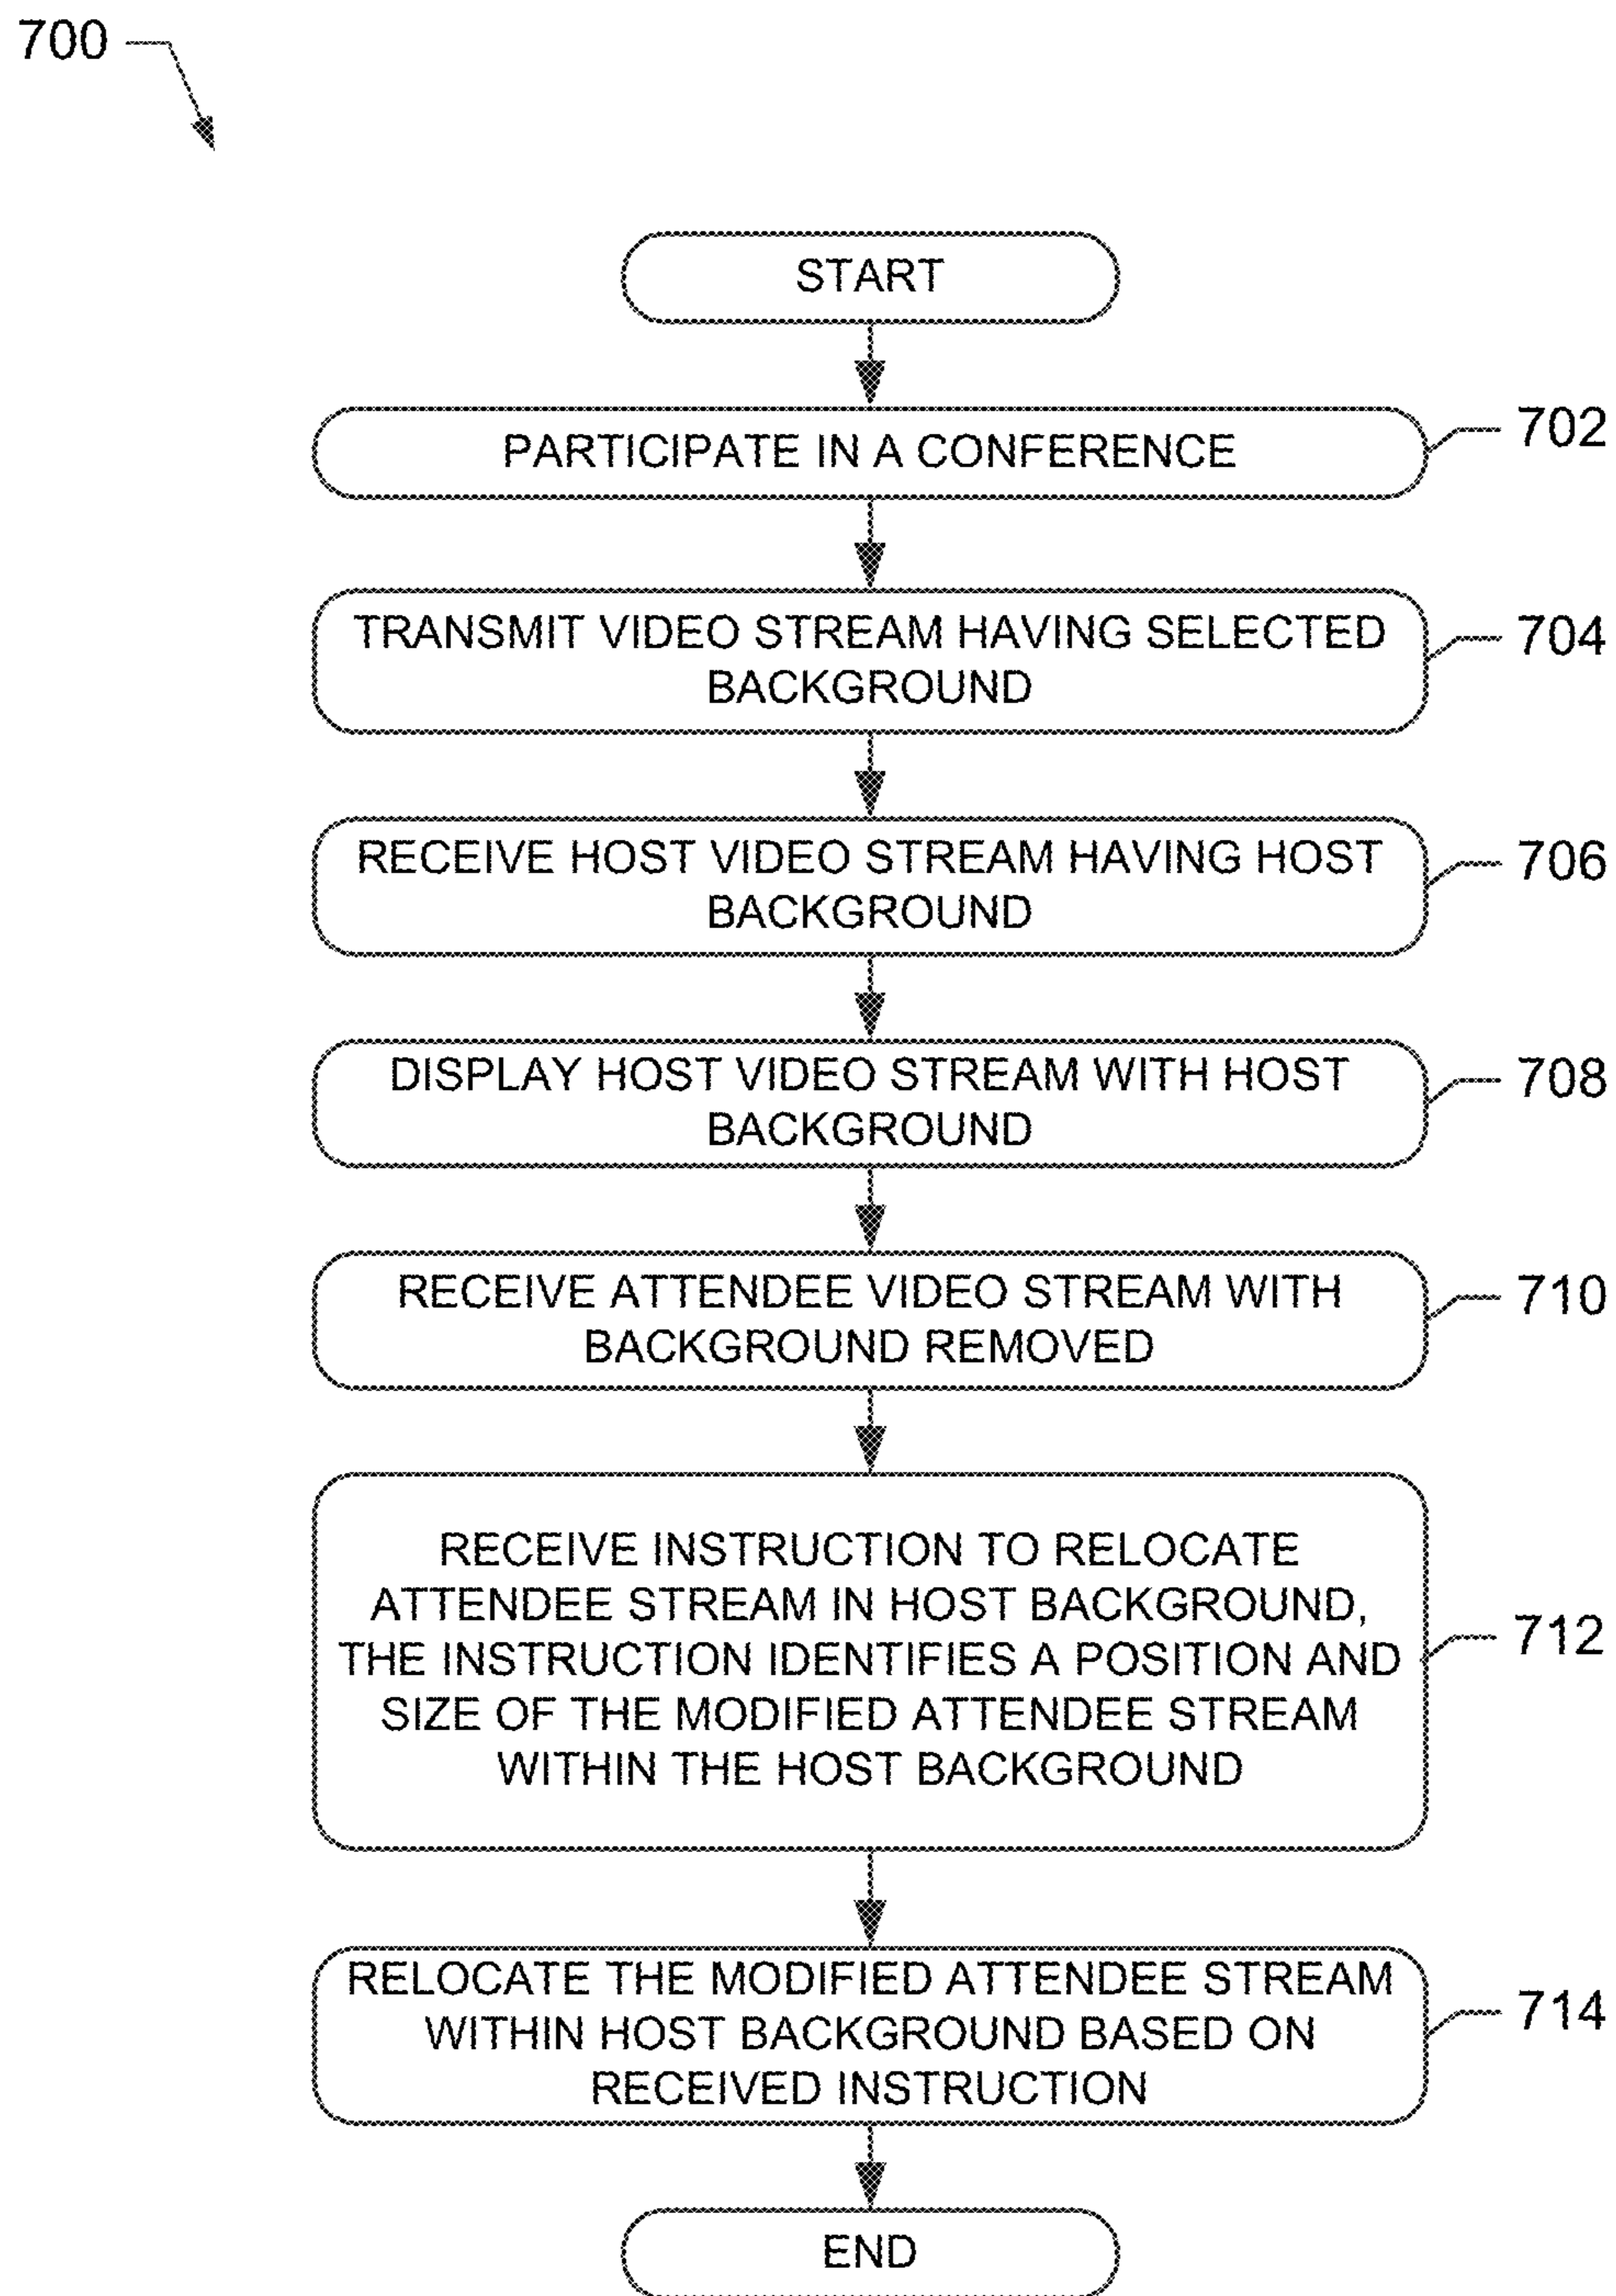 700
START
PARTICIPATE IN A CONFERENCE
702
TRANSMIT VIDEO STREAM HAVING SELECTED
BACKGROUND
704
RECEIVE HOST VIDEO STREAM HAVING HOST
BACKGROUND
706
DISPLAY HOST VIDEO STREAM WITH HOST
BACKGROUND
708
RECEIVE ATTENDEE VIDEO STREAM WITH
BACKGROUND REMOVED
710
RECEIVE INSTRUCTION TO RELOCATE
ATTENDEE STREAM IN HOST BACKGROUND,
THE INSTRUCTION IDENTIFIES A POSITION AND
SIZE OF THE MODIFIED ATTENDEE STREAM
WITHIN THE HOST BACKGROUND
712
RELOCATE THE MODIFIED ATTENDEE STREAM
WITHIN HOST BACKGROUND BASED ON
RECEIVED INSTRUCTION
714
END